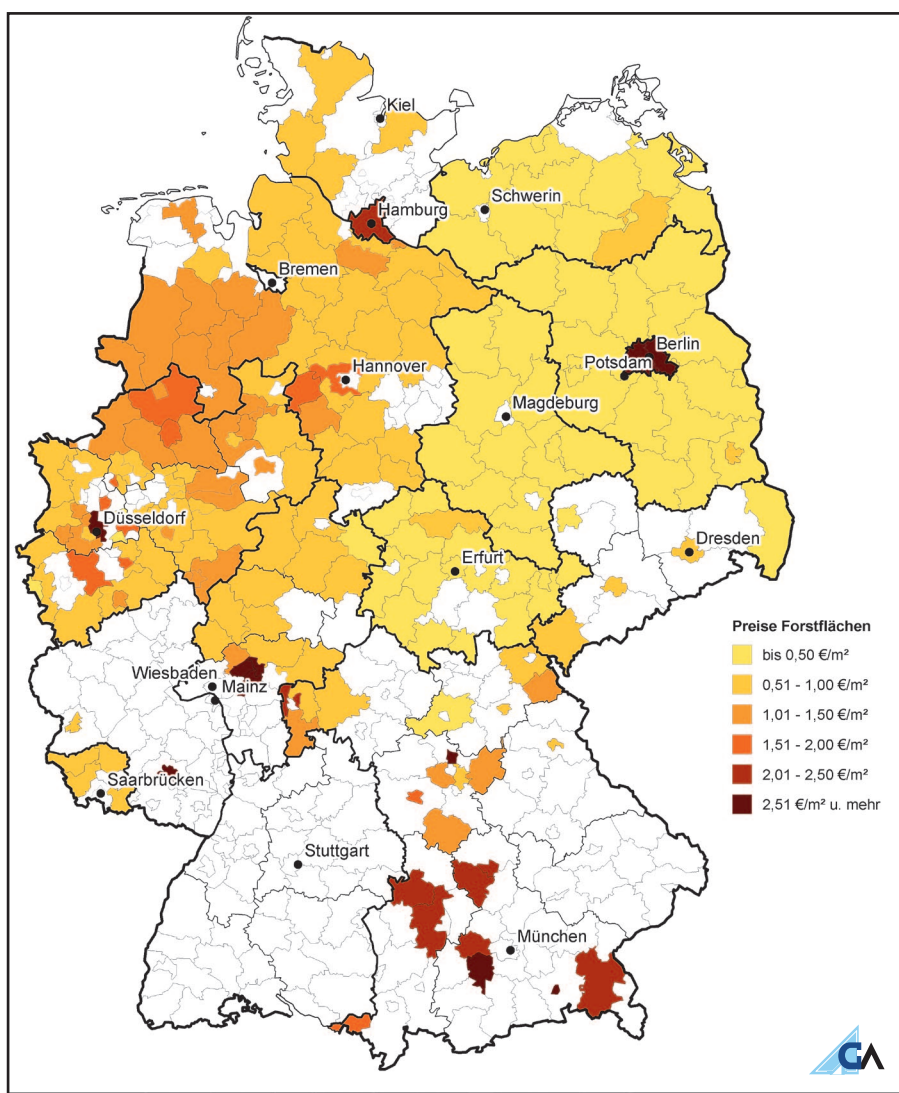 Kiel
Schwerin
Hamburg
Bremen
Berlin
Hannover
Potsdam
Magdeburg
Düsseldorf
Dresden
Erfurt
Preise Forstflächen
bis 0,50 €/m²
0,51 - 1,00 €/m²
1,01 - 1,50 €/m²
1,51 - 2,00 €/m²
2,01 - 2,50 €/m²
2,51 €/m² u. mehr
Wiesbaden
Mainz
Saarbrücken
Stuttgart
München
GA